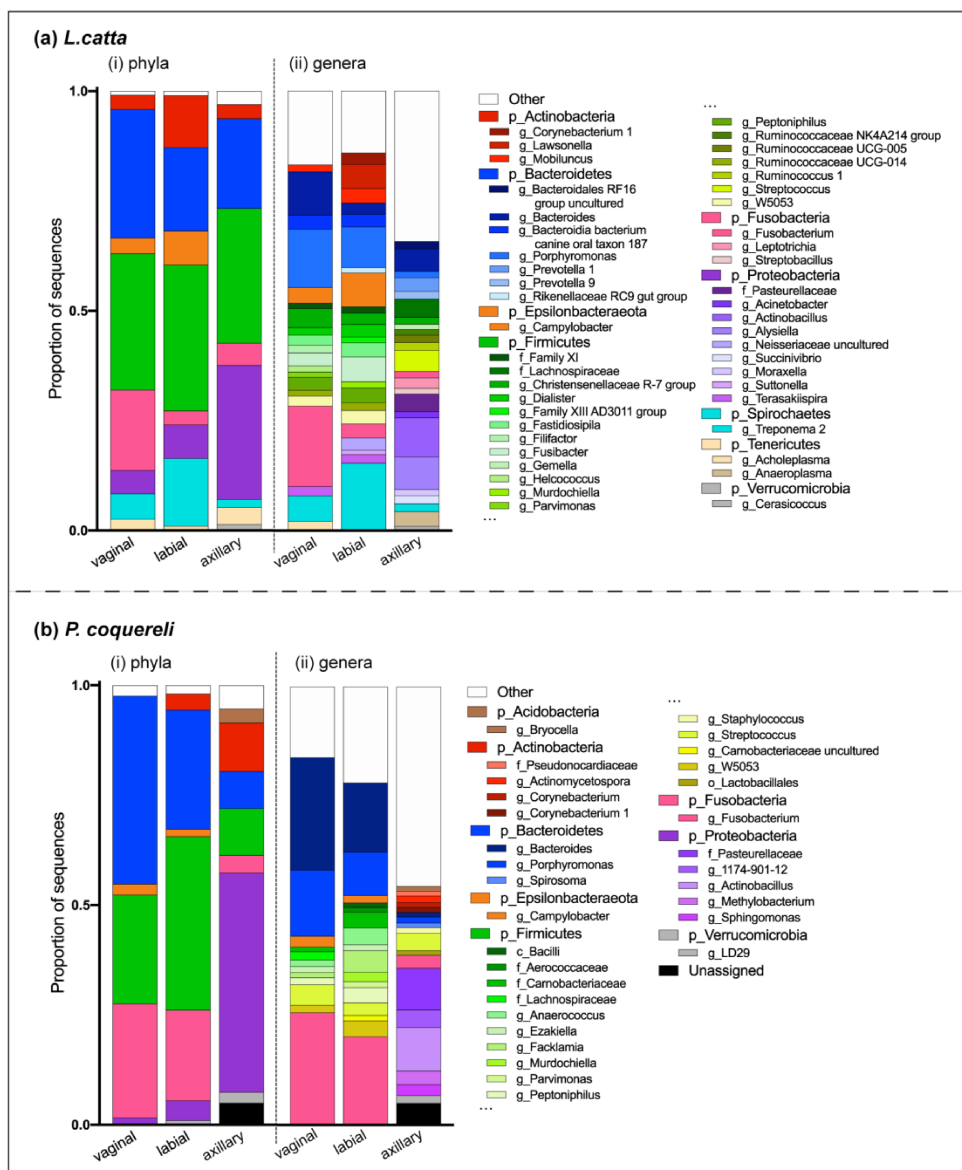 (a) L.catta
(i) phyla
(ii) genera
1.0
0.5
0.0
Proportion of sequences
vaginal
labial
axillary
vaginal
labial
axillary
Other
p_Actinobacteria
g_Corynebacterium 1
g_Lawsonella
g_Mobiluncus
p_Bacteroidetes
g_Bacteroidales RF16
group uncultured
g_Bacteroides
g_Bacteroidia bacterium
canine oral taxon 187
g_Porphyromonas
g_Prevotella 1
g_Prevotella 9
g_Rikenellaceae RC9 gut group
p_Epsilonbacteraeota
g_Campylobacter
p_Firmicutes
f_Family XI
f_Lachnospiraceae
g_Christensenellaceae R-7 group
g_Dialister
g_Family XIII AD3011 group
g_Fastidiosipila
g_Filifactor
g_Fusibacter
g_Gemella
g_Helcococcus
g_Murdochiella
g_Parvimonas
...
...
g_Peptoniphilus
g_Ruminococcaceae NK4A214 group
g_Ruminococcaceae UCG-005
g_Ruminococcaceae UCG-014
g_Ruminococcus 1
g_Streptococcus
g_W5053
p_Fusobacteria
g_Fusobacterium
g_Leptotrichia
g_Streptobacillus
p_Proteobacteria
f_Pasteurellaceae
g_Acinetobacter
g_Actinobacillus
g_Alysiella
g_Neisseriaceae uncultured
g_Succinivibrio
g_Moraxella
g_Suttonella
g_Terasakiispira
p_Spirochaetes
g_Treponema 2
p_Tenericutes
g_Acholeplasma
g_Anaeroplasma
p_Verrucomicrobia
g_Cerasicoccus
(b) P. coquereli
(i) phyla
(ii) genera
1.0
0.5
0.0
Proportion of sequences
vaginal
labial
axillary
vaginal
labial
axillary
Other
p_Acidobacteria
g_Bryocella
p_Actinobacteria
f_Pseudonocardiaceae
g_Actinomycetospora
g_Corynebacterium
g_Corynebacterium 1
p_Bacteroidetes
g_Bacteroides
g_Porphyromonas
g_Spirosoma
p_Epsilonbacteraeota
g_Campylobacter
p_Firmicutes
c_Bacilli
f_Aerococcaceae
f_Carnobacteriaceae
f_Lachnospiraceae
g_Anaerococcus
g_Ezakiella
g_Facklamia
g_Murdochiella
g_Parvimonas
g_Peptoniphilus
...
...
g_Staphylococcus
g_Streptococcus
g_Carnobacteriaceae uncultured
g_W5053
o_Lactobacillales
p_Fusobacteria
g_Fusobacterium
p_Proteobacteria
f_Pasteurellaceae
g_1174-901-12
g_Actinobacillus
g_Methylobacterium
g_Sphingomonas
p_Verrucomicrobia
g_LD29
Unassigned